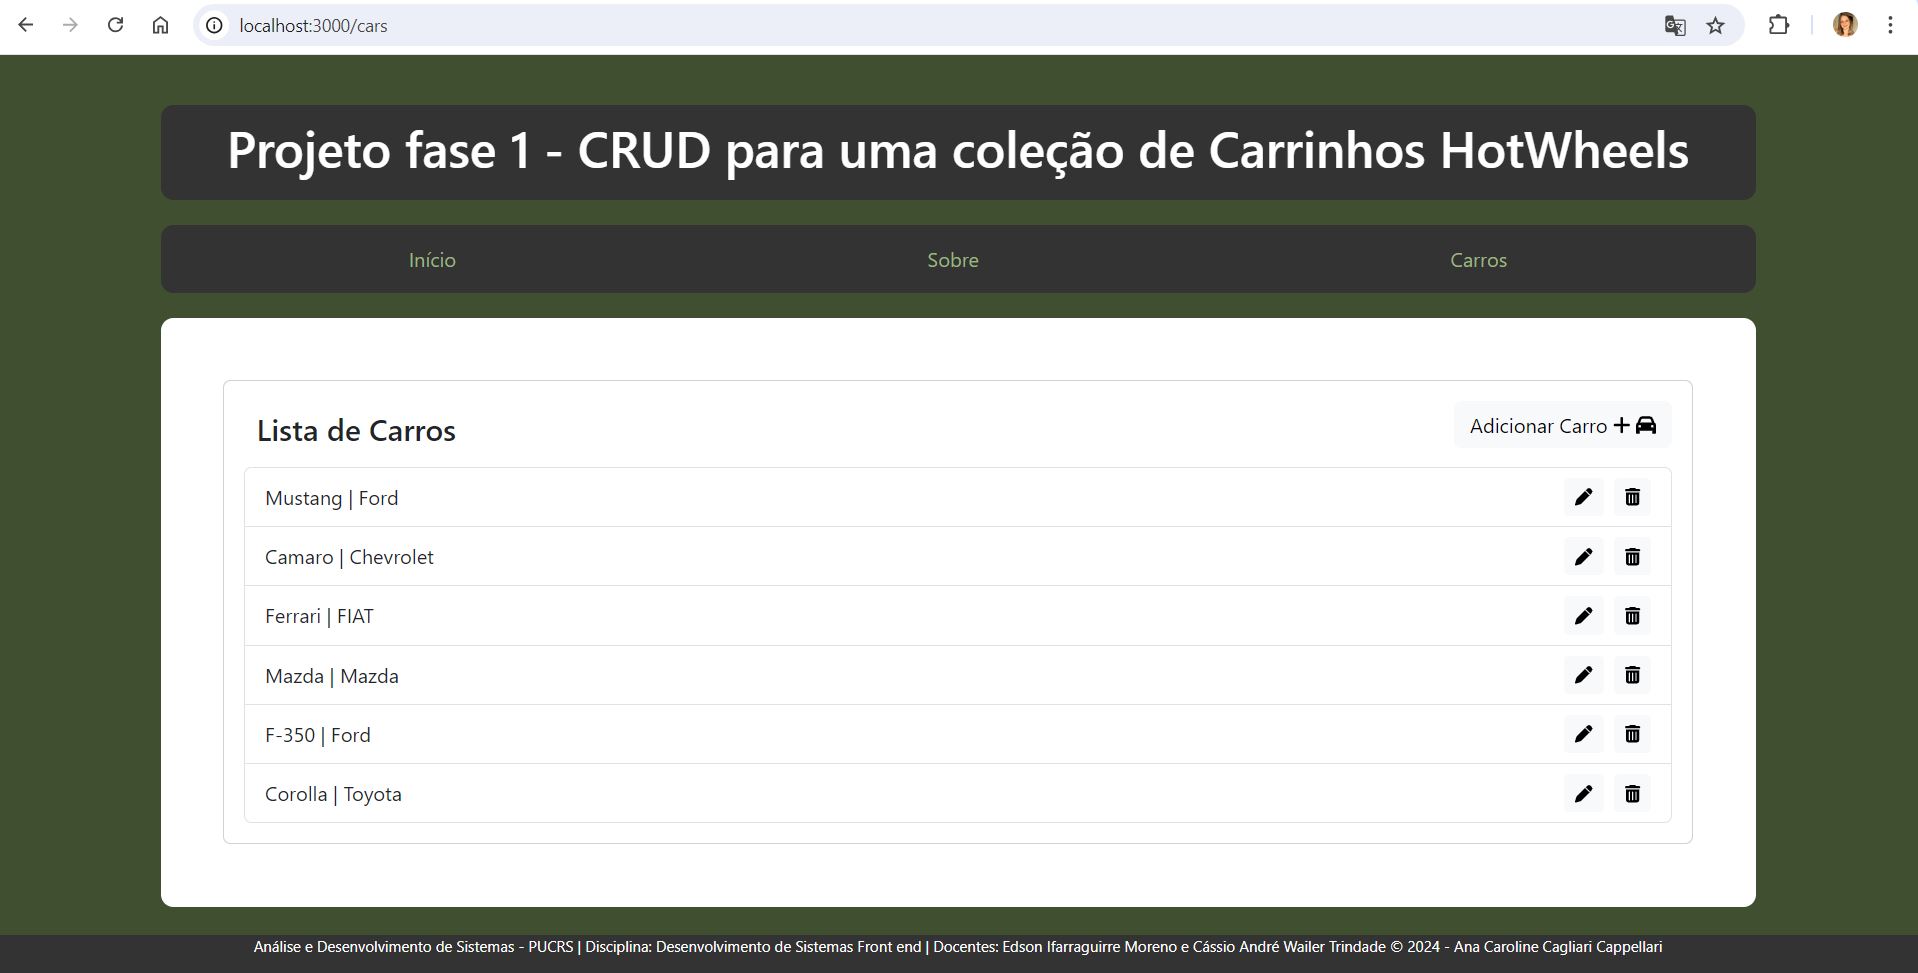 localhost:3000/cars
Projeto fase 1 - CRUD para uma coleção de Carrinhos HotWheels
Início
Sobre
Carros
Lista de Carros
Adicionar Carro
Mustang | Ford
Camaro | Chevrolet
Ferrari | FIAT
Mazda | Mazda
F-350 | Ford
Corolla | Toyota
Análise e Desenvolvimento de Sistemas - PUCRS | Disciplina: Desenvolvimento de Sistemas Front end | Docentes: Edson Ifarraguirre Moreno e Cássio André Wailer Trindade © 2024 - Ana Caroline Cagliari Cappellari